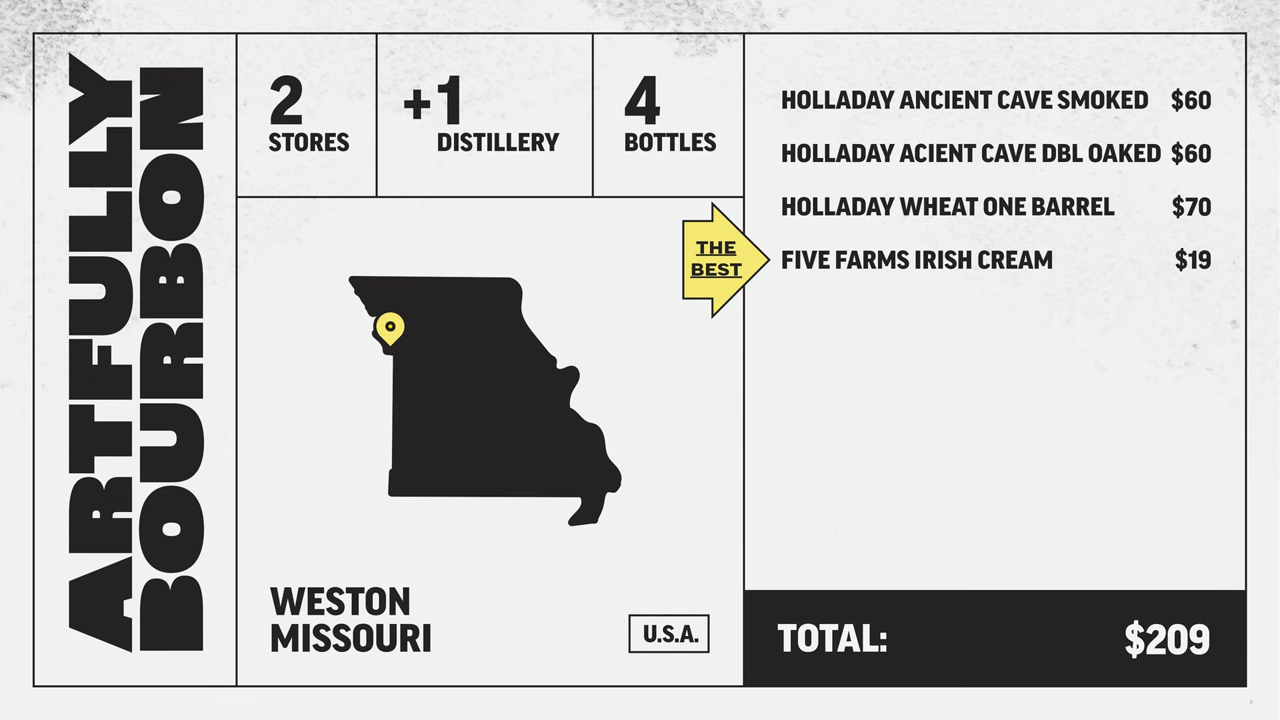 ARTFULLY
BOURBON
2
STORES
+1
DISTILLERY
4
BOTTLES
THE
BEST
WESTON
MISSOURI
U.S.A.
HOLLADAY ANCIENT CAVE SMOKED $60
HOLLADAY ACIENT CAVE DBL OAKED $60
HOLLADAY WHEAT ONE BARREL $70
FIVE FARMS IRISH CREAM $19
TOTAL: $209